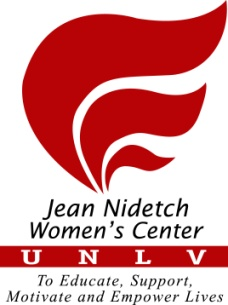 Jean Nidetch
Women's Center
UNLV
To Educate, Support,
Motivate and Empower Lives